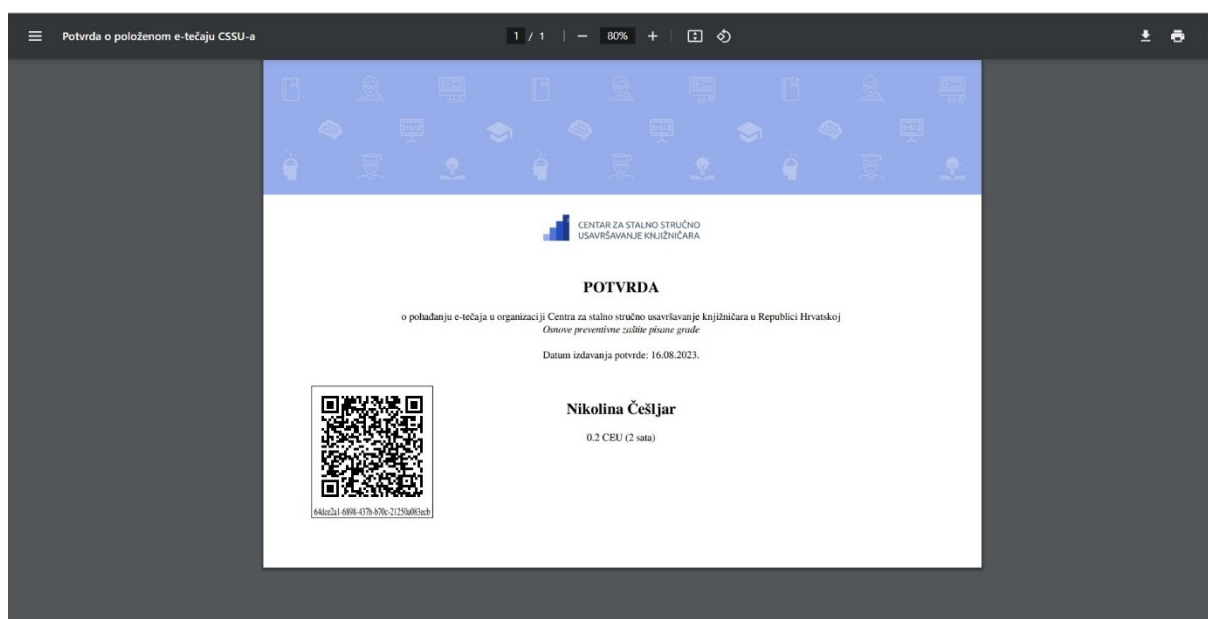 Potvrda o položenom e-tečaju CSSU-a
1 / 1
80%
CENTAR ZA STALNO STRUČNO
USAVRŠAVANJE KNJIŽNIČARA
POTVRDA
o pohađanju e-tečaja u organizaciji Centra za stalno stručno usavršavanje knjižničara u Republici Hrvatskoj
Osnove preventivne zaštite pisane građe
Datum izdavanja potvrde: 16.08.2023.
Nikolina Češljar
0.2 CEU (2 sata)